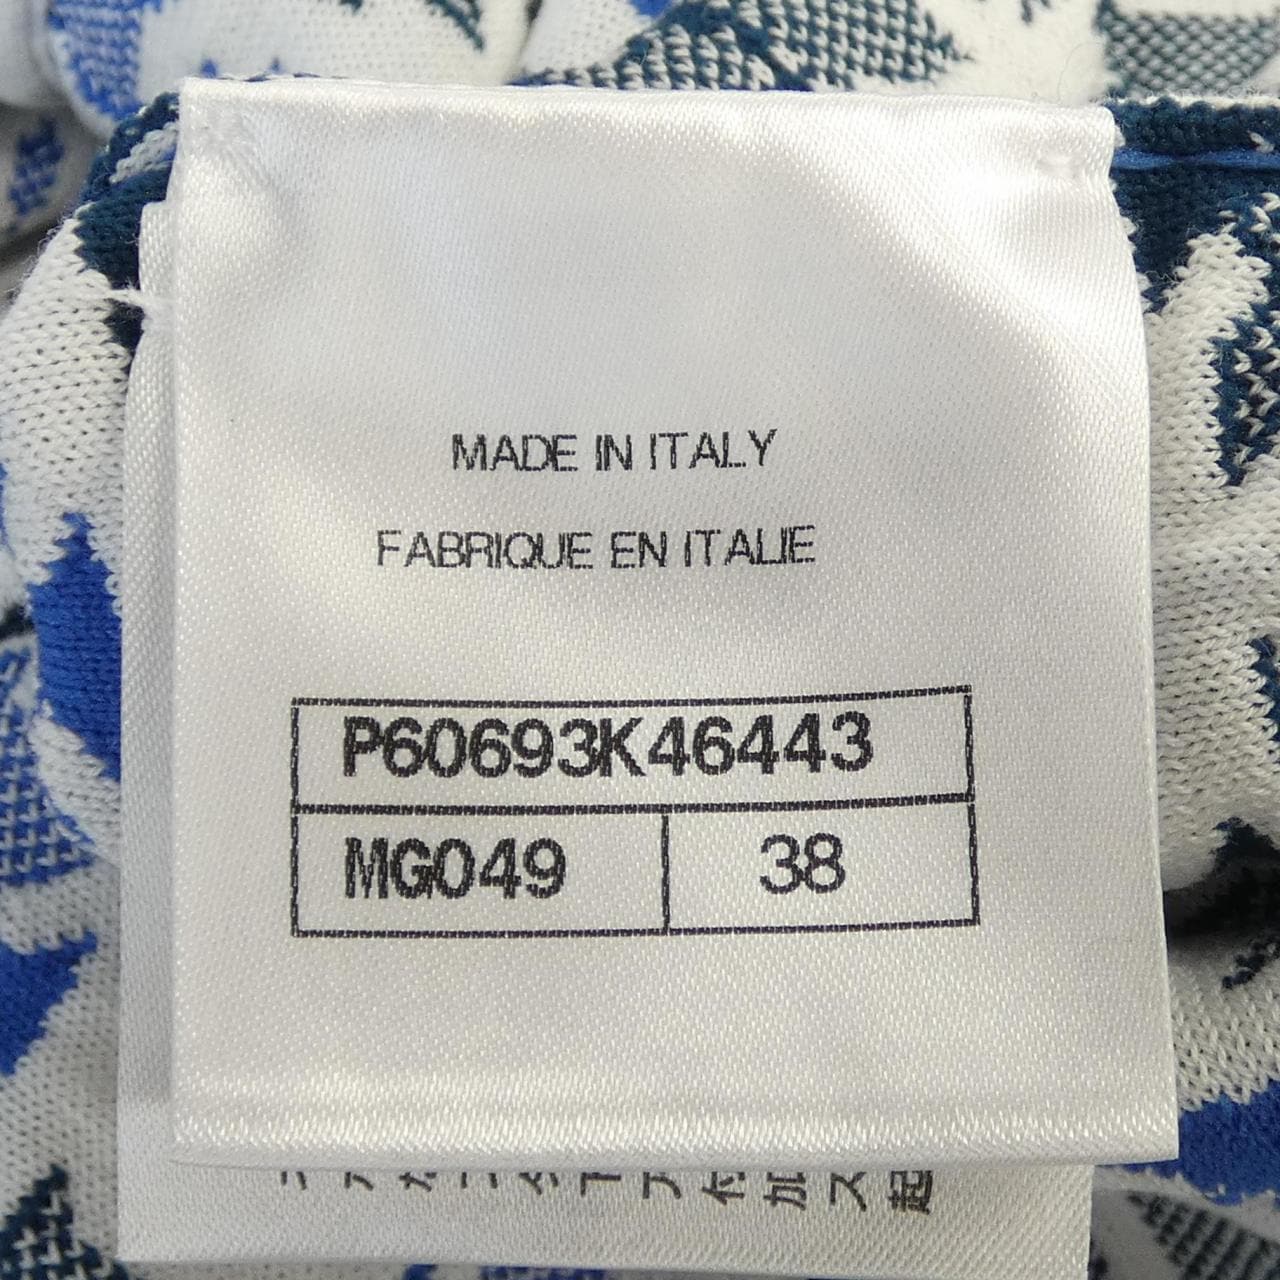 MADE IN ITALY
FABRIQUE EN ITALIE
P60693K46443
MG049 38